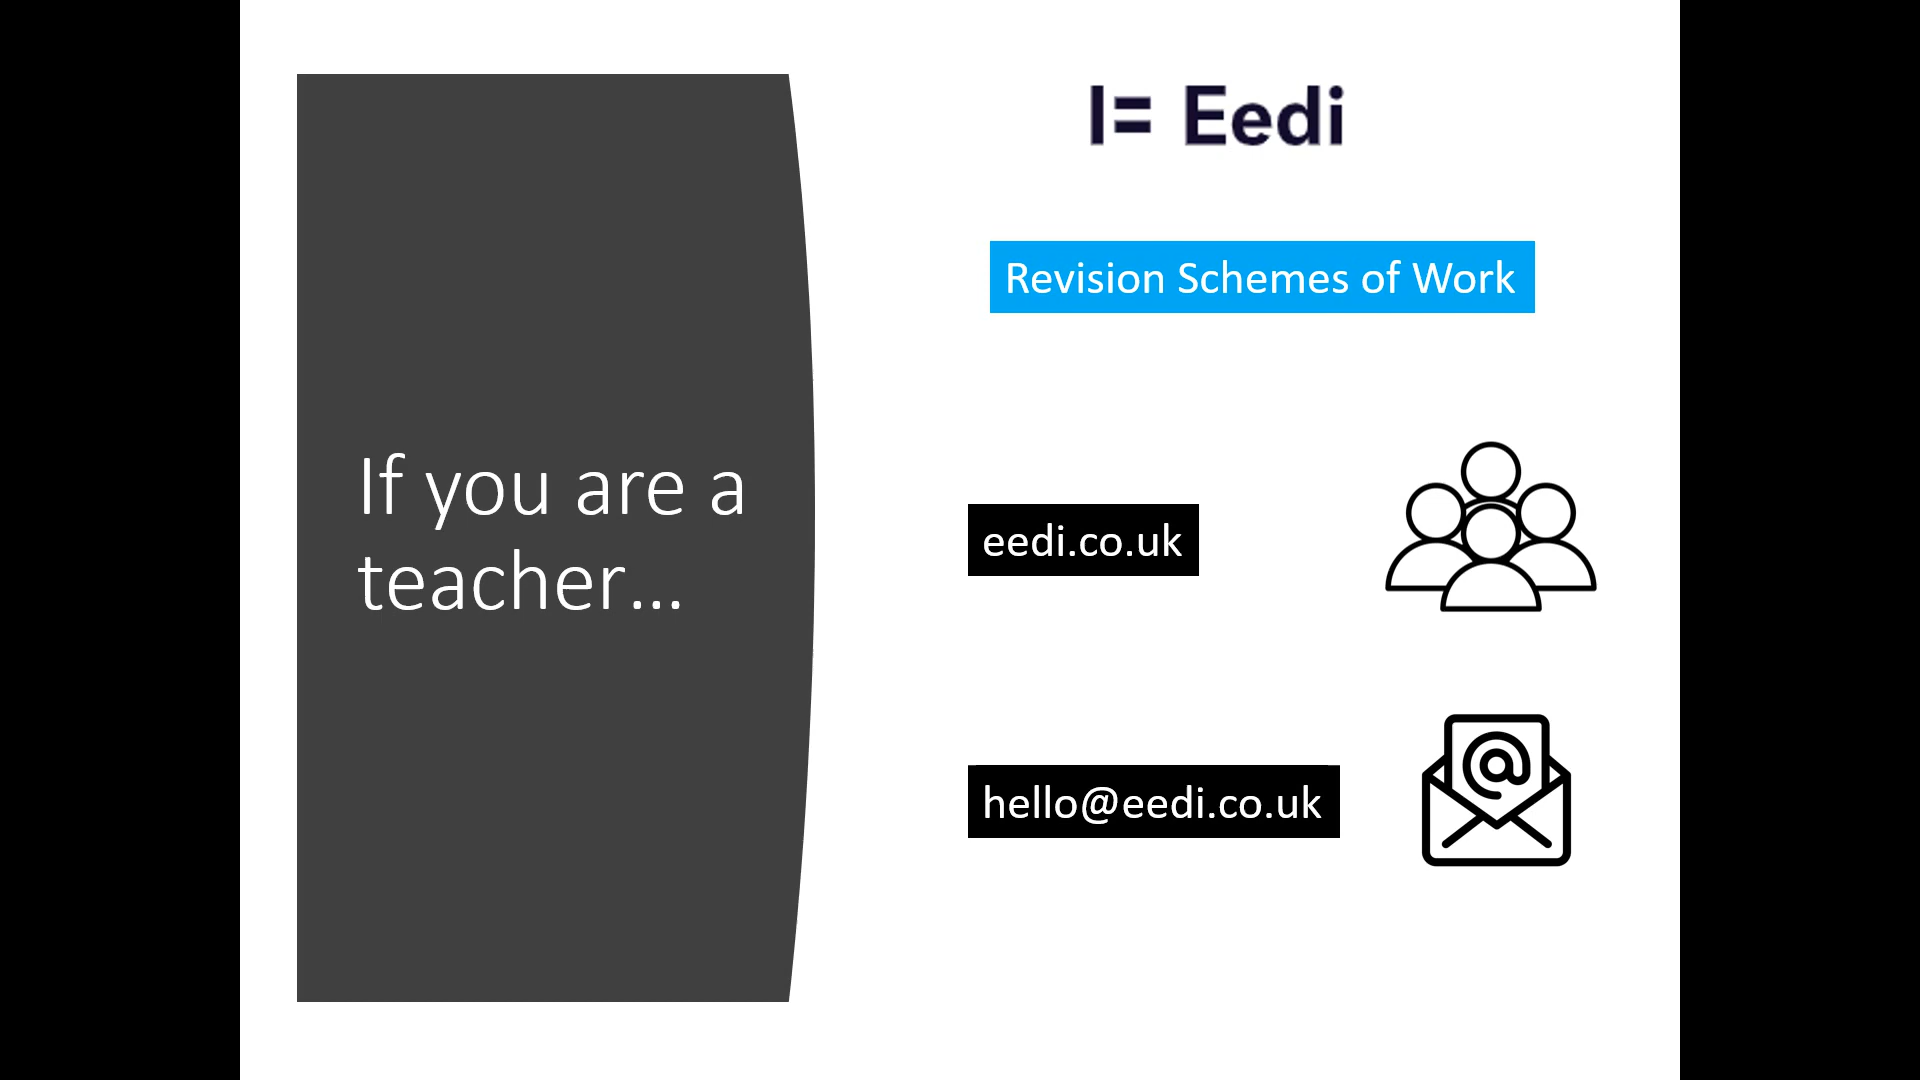 If you are a
teacher...
I= Eedi
Revision Schemes of Work
eedi.co.uk
hello@eedi.co.uk